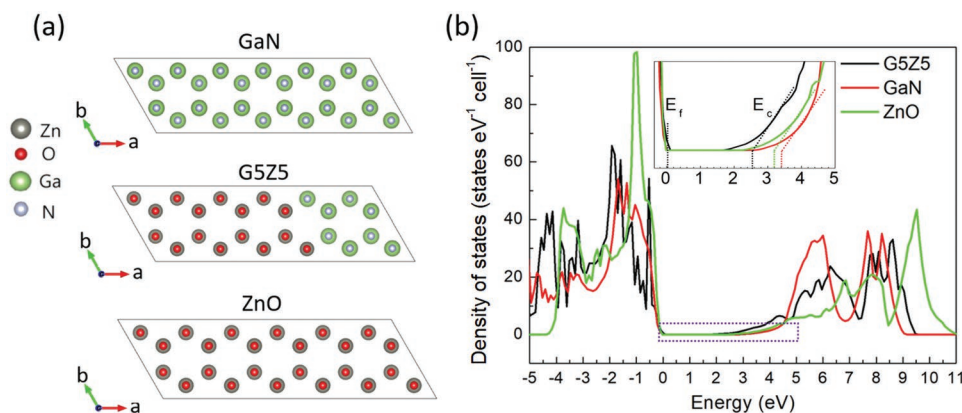 (a)
GaN
b
a
Zn
O
Ga
N
G5Z5
b
a
ZnO
b
a
(b)
Density of states (states eV⁻¹ cell⁻¹)
100
80
60
40
20
0
-5 -4 -3 -2 -1 0 1 2 3 4 5 6 7 8 9 10 11
Energy (eV)
E_f
E_c
0 1 2 3 4 5
G5Z5
GaN
ZnO